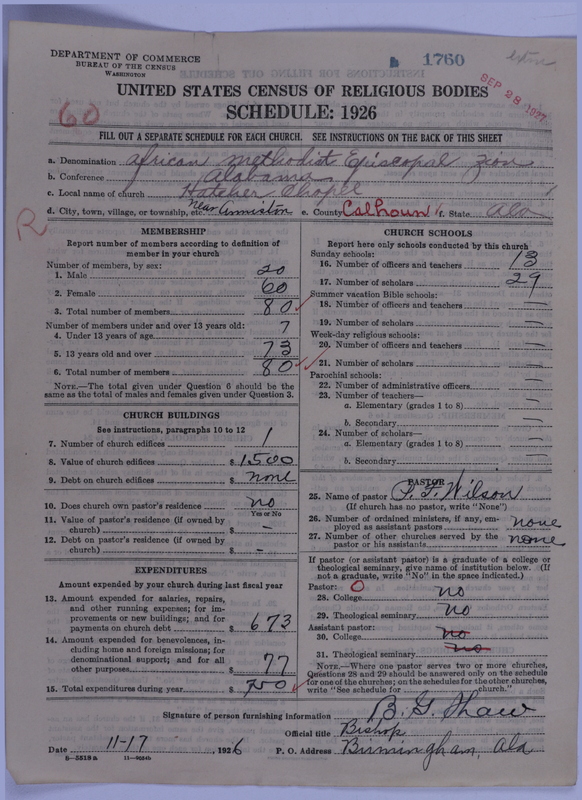 DEPARTMENT OF COMMERCE
BUREAU OF THE CENSUS
WASHINGTON
1760
SEP 28 1927
60
UNITED STATES CENSUS OF RELIGIOUS BODIES
SCHEDULE: 1926
FILL OUT A SEPARATE SCHEDULE FOR EACH CHURCH. SEE INSTRUCTIONS ON THE BACK OF THIS SHEET
a. Denomination African Methodist Episcopal Zion
b. Conference Alabama
c. Local name of church Hatcher Chapel
d. City, town, village, or township, etc. Near Anniston e. County Calhoun f. State Ala
R
MEMBERSHIP
Report number of members according to definition of
member in your church
Number of members, by sex:
1. Male 20
2. Female 60
3. Total number of members 80
Number of members under and over 13 years old:
4. Under 13 years of age 7
5. 13 years old and over 73
6. Total number of members 80
NOTE.—The total given under Question 6 should be the
same as the total of males and females given under Question 3.
CHURCH BUILDINGS
See instructions, paragraphs 10 to 12
7. Number of church edifices 1
8. Value of church edifices $ 1500
9. Debt on church edifices $ none
10. Does church own pastor's residence no
Yes or No
11. Value of pastor's residence (if owned by
church) $ –
12. Debt on pastor's residence (if owned by
church) $ –
EXPENDITURES
Amount expended by your church during last fiscal year
13. Amount expended for salaries, repairs,
and other running expenses; for im-
provements or new buildings; and for
payments on church debt $ 673
14. Amount expended for benevolences, in-
cluding home and foreign missions; for
denominational support; and for all
other purposes $ 77
15. Total expenditures during year $ 750
CHURCH SCHOOLS
Report here only schools conducted by this church
Sunday schools:
16. Number of officers and teachers 13
17. Number of scholars 29
Summer vacation Bible schools:
18. Number of officers and teachers —
19. Number of scholars —
Week-day religious schools:
20. Number of officers and teachers —
21. Number of scholars —
Parochial schools:
22. Number of administrative officers —
23. Number of teachers—
a. Elementary (grades 1 to 8) —
b. Secondary —
24. Number of scholars—
a. Elementary (grades 1 to 8) —
b. Secondary —
PASTOR
25. Name of pastor P. F. Wilson
(If church has no pastor, write "None")
26. Number of ordained ministers, if any, em-
ployed as assistant pastors none
27. Number of other churches served by the
pastor or his assistants none
If pastor (or assistant pastor) is a graduate of a college or
theological seminary, give name of institution below. (If
not a graduate, write "No" in the space indicated.)
Pastor: O
28. College no
29. Theological seminary no
Assistant pastor:
30. College no
31. Theological seminary no
NOTE.—Where one pastor serves two or more churches,
Questions 28 and 29 should be answered only on the schedule
for one of the churches; on the schedules for the other churches,
write "See schedule for church."
Signature of person furnishing information B. G. Shaw
Official title Bishop
Date 11-17, 1926 P. O. Address Birmingham, Ala
8–5318 a 11—9034b